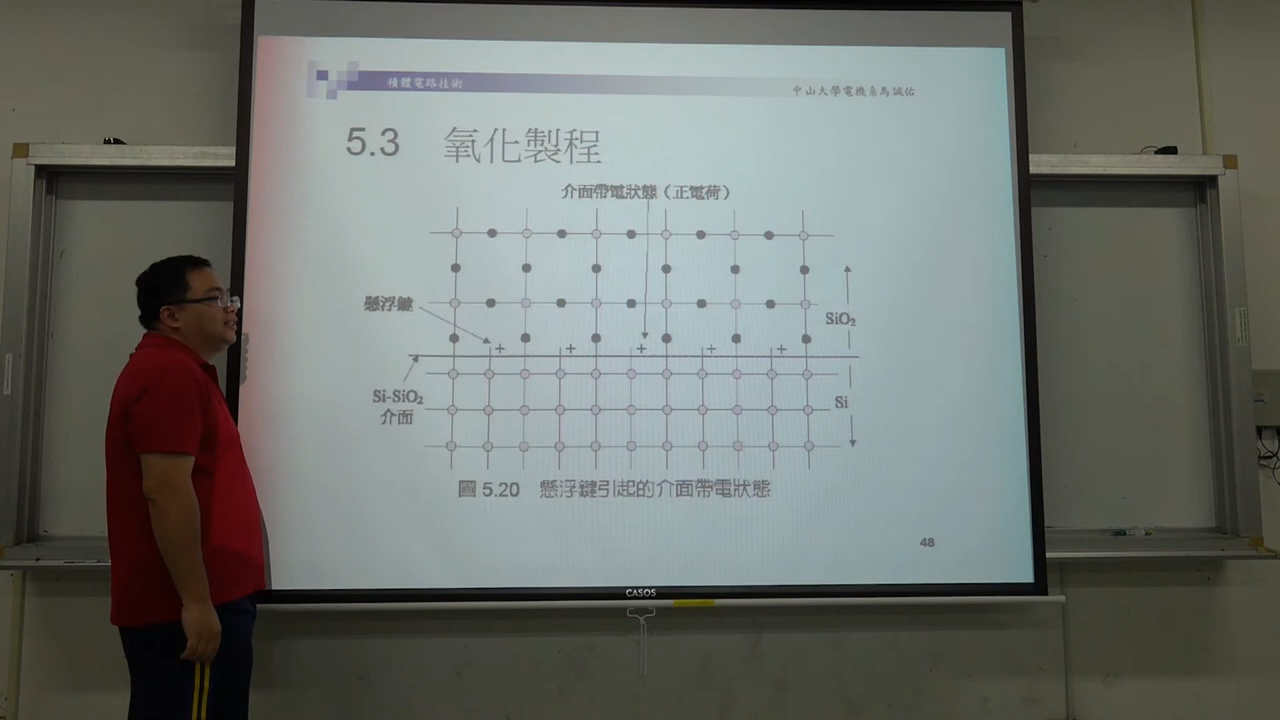 積體電路技術
中山大學電機系馬誠佑
5.3 氧化製程
介面帶電狀態（正電荷）
懸浮鍵
SiO₂
+ + + + +
Si-SiO₂
介面
Si
圖 5.20 懸浮鍵引起的介面帶電狀態
48
CASOS